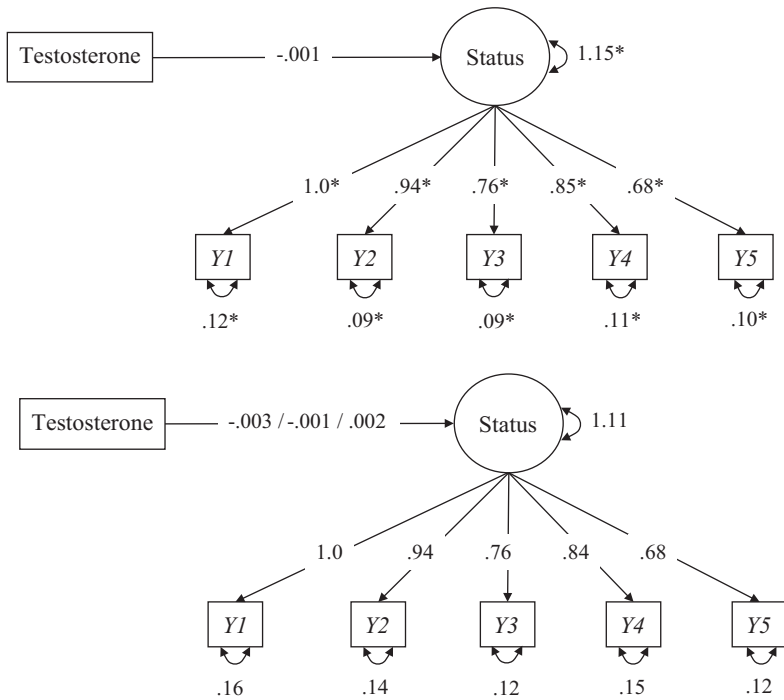 Testosterone -.001 Status 1.15*
1.0* .94* .76* .85* .68*
Y1 Y2 Y3 Y4 Y5
.12* .09* .09* .11* .10*
Testosterone -.003 / -.001 / .002 Status 1.11
1.0 .94 .76 .84 .68
Y1 Y2 Y3 Y4 Y5
.16 .14 .12 .15 .12